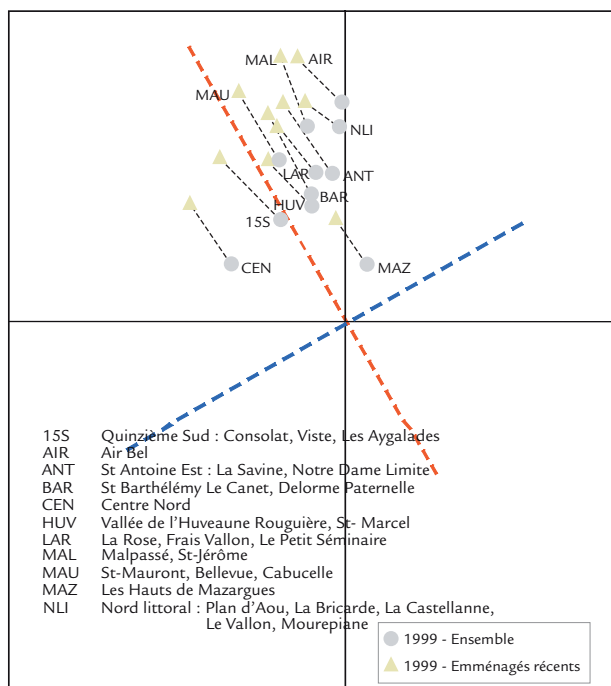 MAL
AIR
MAU
NLI
LAR
ANT
BAR
HUV
15S
CEN
MAZ
15S Quinzième Sud : Consolat, Viste, Les Aygalades
AIR Air Bel
ANT St Antoine Est : La Savine, Notre Dame Limite
BAR St Barthélémy Le Canet, Delorme Paternelle
CEN Centre Nord
HUV Vallée de l'Huveaune Rouguière, St- Marcel
LAR La Rose, Frais Vallon, Le Petit Séminaire
MAL Malpassé, St-Jérôme
MAU St-Mauront, Bellevue, Cabucelle
MAZ Les Hauts de Mazargues
NLI Nord littoral : Plan d'Aou, La Bricarde, La Castellanne,
Le Vallon, Mourepiane
1999 - Ensemble
1999 - Emménagés récents